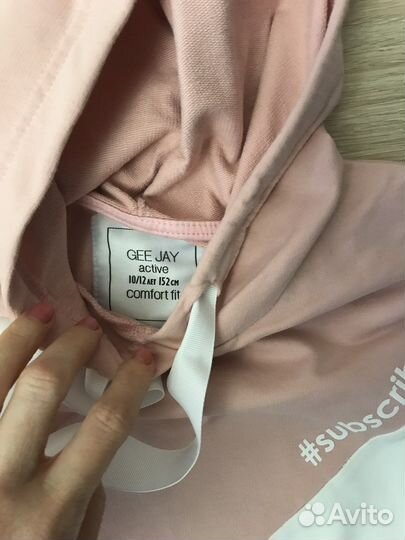 GEE JAY
active
10/12 ЛЕТ 152 СМ
comfort fit
#subscrib
Avito